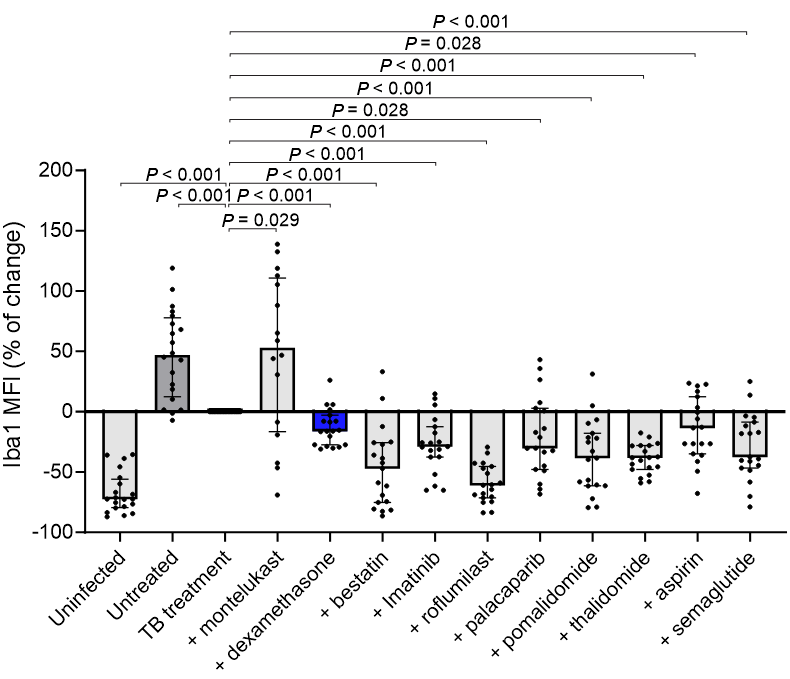 P < 0.001
P = 0.028
P < 0.001
P < 0.001
P = 0.028
P < 0.001
P < 0.001
P < 0.001 P < 0.001
P < 0.001 P < 0.001
P = 0.029
Iba1 MFI (% of change)
200
150
100
50
0
-50
-100
Uninfected
Untreated
TB treatment
+ montelukast
+ dexamethasone
+ bestatin
+ Imatinib
+ roflumilast
+ palacaparib
+ pomalidomide
+ thalidomide
+ aspirin
+ semaglutide